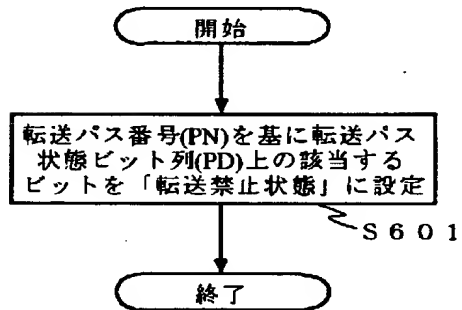 開始
転送パス番号(PN)を基に転送パス
状態ビット列(PD)上の該当する
ビットを「転送禁止状態」に設定
S601
終了